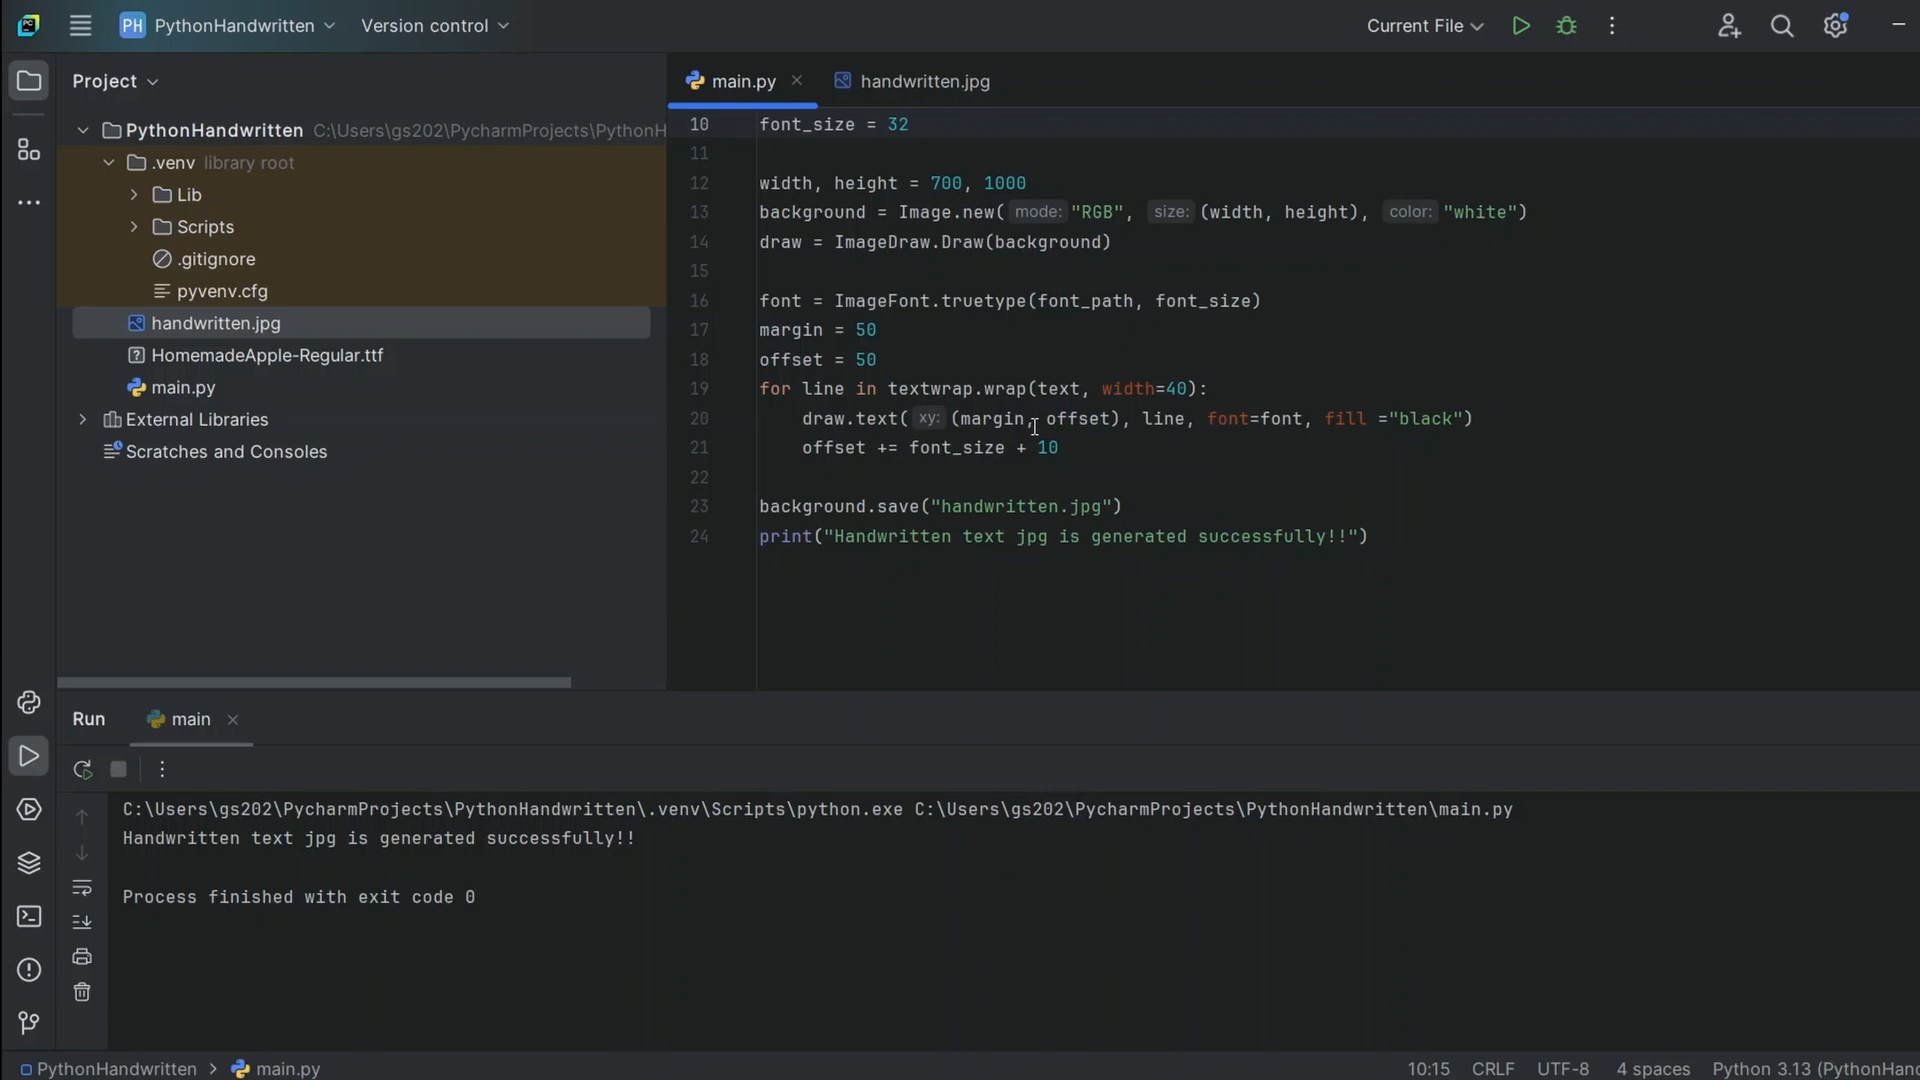 PH PythonHandwritten Version control Current File
Project
main.py handwritten.jpg
PythonHandwritten C:\Users\gs202\PycharmProjects\PythonH
.venv library root
Lib
Scripts
.gitignore
pyvenv.cfg
handwritten.jpg
HomemadeApple-Regular.ttf
main.py
External Libraries
Scratches and Consoles
10 font_size = 32
11
12 width, height = 700, 1000
13 background = Image.new( mode: "RGB", size: (width, height), color: "white")
14 draw = ImageDraw.Draw(background)
15
16 font = ImageFont.truetype(font_path, font_size)
17 margin = 50
18 offset = 50
19 for line in textwrap.wrap(text, width=40):
20 draw.text( xy: (margin, offset), line, font=font, fill ="black")
21 offset += font_size + 10
22
23 background.save("handwritten.jpg")
24 print("Handwritten text jpg is generated successfully!!")
Run main
C:\Users\gs202\PycharmProjects\PythonHandwritten\.venv\Scripts\python.exe C:\Users\gs202\PycharmProjects\PythonHandwritten\main.py
Handwritten text jpg is generated successfully!!
Process finished with exit code 0
PythonHandwritten > main.py 10:15 CRLF UTF-8 4 spaces Python 3.13 (PythonHand